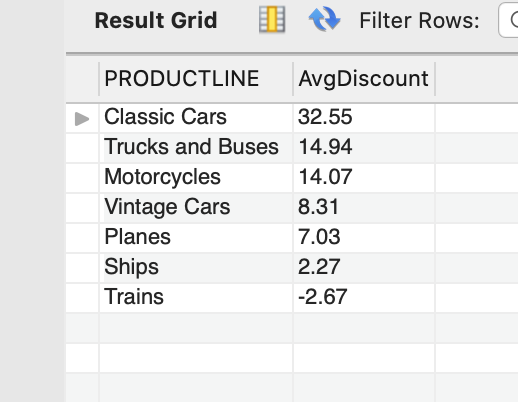 Result Grid Filter Rows:
PRODUCTLINE AvgDiscount
Classic Cars 32.55
Trucks and Buses 14.94
Motorcycles 14.07
Vintage Cars 8.31
Planes 7.03
Ships 2.27
Trains -2.67